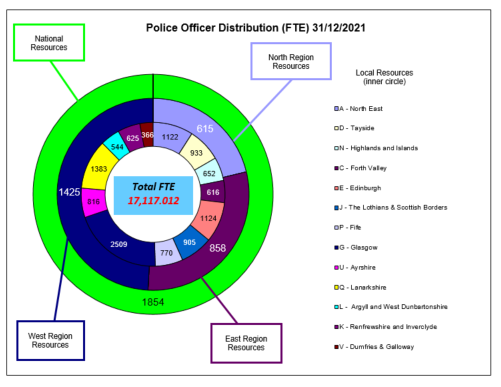 Police Officer Distribution (FTE) 31/12/2021
National
Resources
North Region
Resources
Local Resources
(inner circle)
615
1122
933
652
616
1124
905
770
2509
816
1383
544
625
366
1425
858
1854
Total FTE
17,117.012
A - North East
D - Tayside
N - Highlands and Islands
C - Forth Valley
E - Edinburgh
J - The Lothians & Scottish Borders
P - Fife
G - Glasgow
U - Ayrshire
Q - Lanarkshire
L - Argyll and West Dunbartonshire
K - Renfrewshire and Inverclyde
V - Dumfries & Galloway
West Region
Resources
East Region
Resources